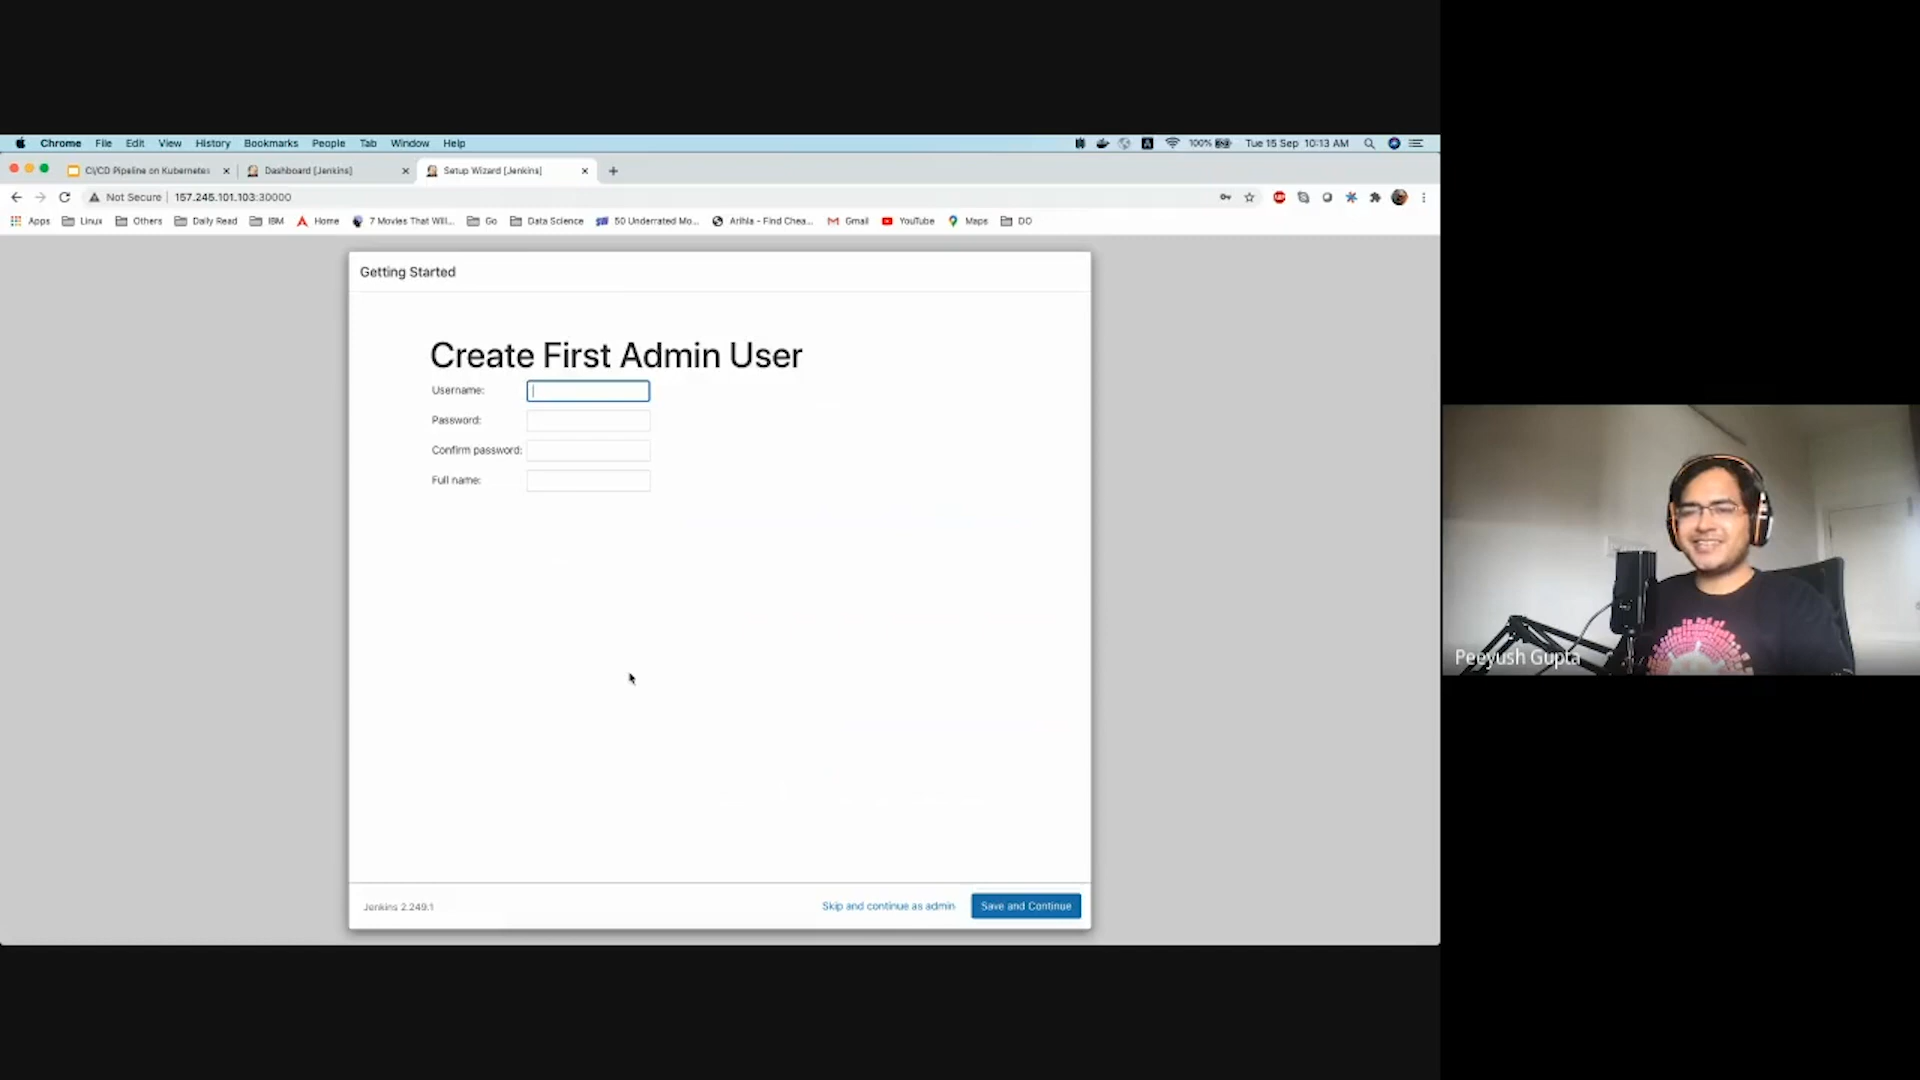 Chrome File Edit View History Bookmarks People Tab Window Help 100% Tue 15 Sep 10:13 AM
CI/CD Pipeline on Kubernetes Dashboard [Jenkins] Setup Wizard [Jenkins]
Not Secure 157.245.101.103:30000
Apps Linux Others Daily Read IBM Home 7 Movies That Will... Go Data Science 50 Underrated Mo... Arihla - Find Chea... Gmail YouTube Maps DO
Getting Started
Create First Admin User
Username:
Password:
Confirm password:
Full name:
Peeyush Gupta
Jenkins 2.249.1 Skip and continue as admin Save and Continue